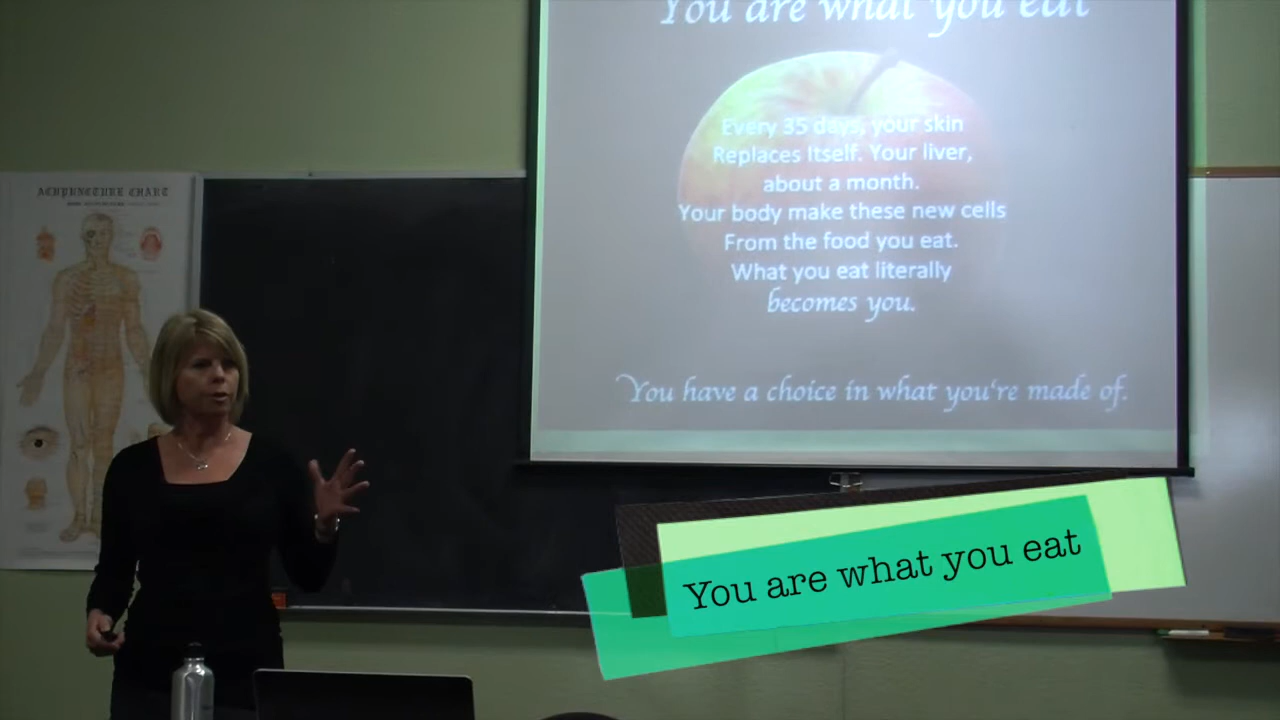 You are what you eat
Every 35 days, your skin
Replaces Itself. Your liver,
about a month.
Your body make these new cells
From the food you eat.
What you eat literally
becomes you.
You have a choice in what you're made of.
ACUPUNCTURE CHART
You are what you eat